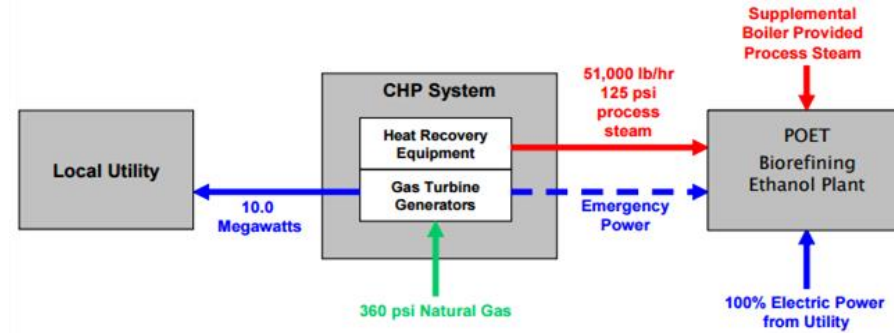 Supplemental
Boiler Provided
Process Steam
51,000 lb/hr
125 psi
process
steam
CHP System
Heat Recovery
Equipment
Gas Turbine
Generators
Local Utility
POET
Biorefining
Ethanol Plant
10.0
Megawatts
Emergency
Power
360 psi Natural Gas
100% Electric Power
from Utility